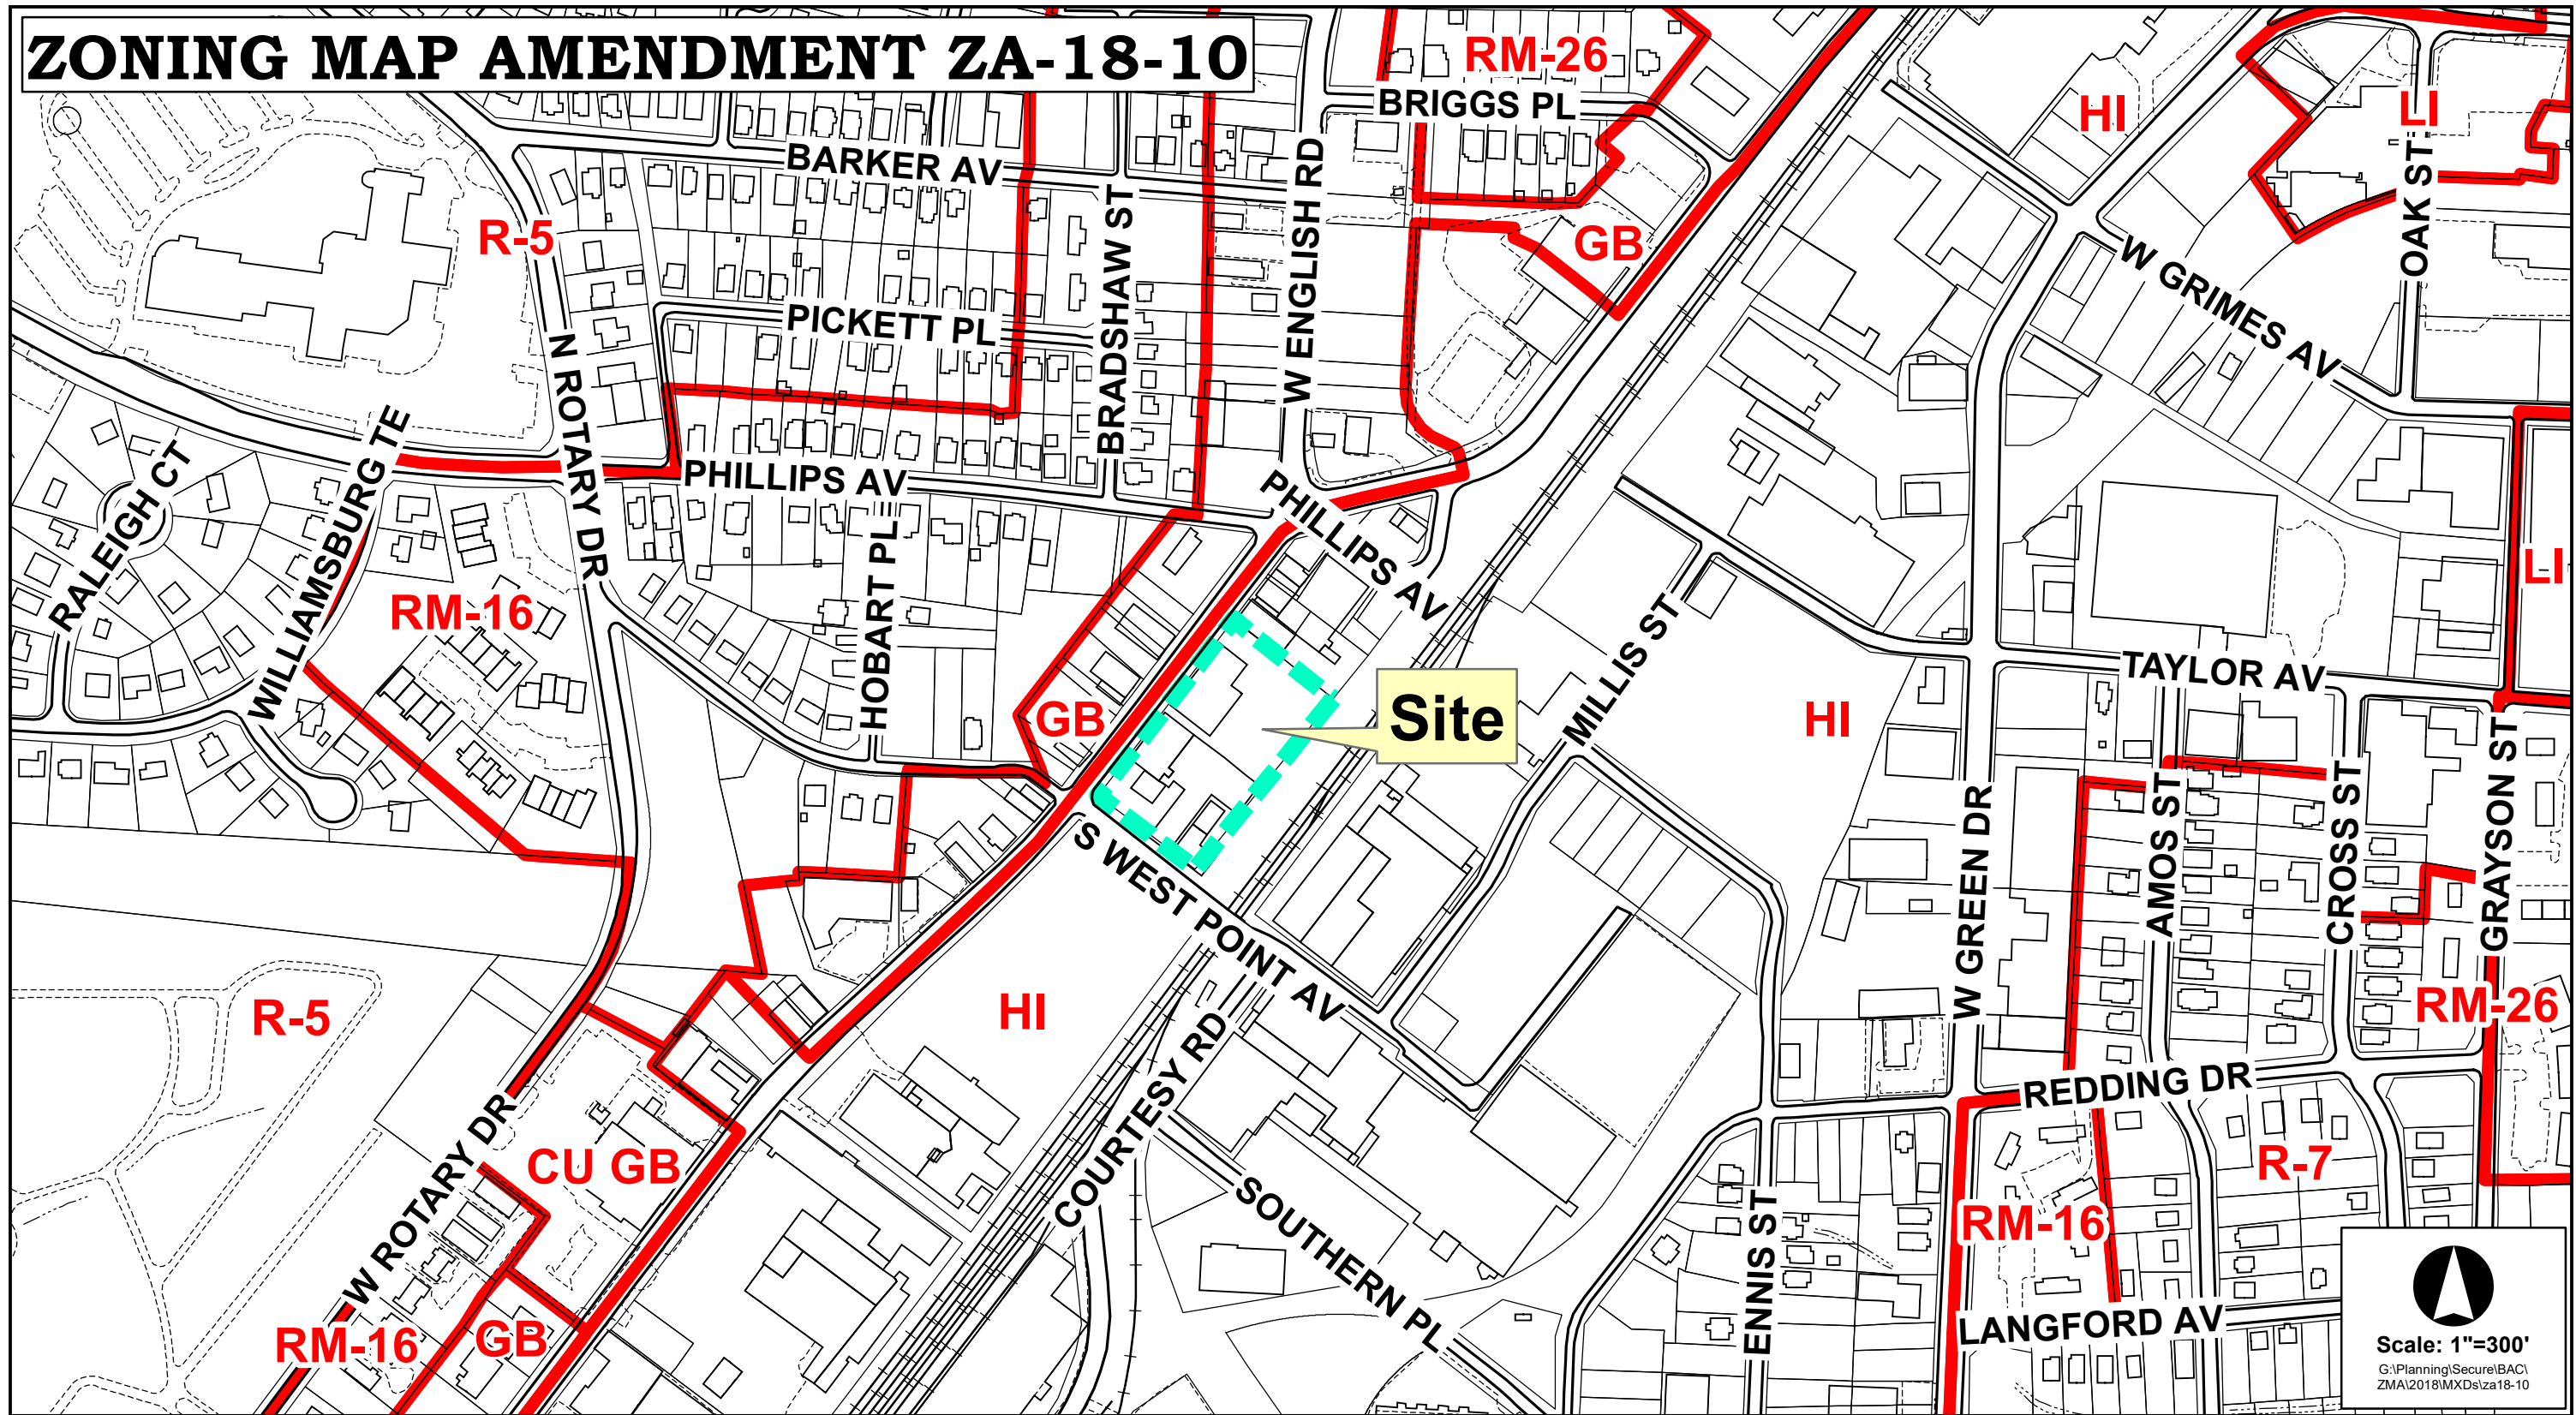 ZONING MAP AMENDMENT ZA-18-10
RM-26
BRIGGS PL
HI
LI
BARKER AV
W ENGLISH RD
OAK ST
R-5
BRADSHAW ST
GB
W GRIMES AV
PICKETT PL
N ROTARY DR
WILLIAMSBURG TE
RALEIGH CT
PHILLIPS AV
PHILLIPS AV
HOBART PL
LI
RM-16
MILLIS ST
TAYLOR AV
GB
Site
HI
S WEST POINT AV
W GREEN DR
AMOS ST
CROSS ST
GRAYSON ST
R-5
HI
RM-26
COURTESY RD
REDDING DR
W ROTARY DR
CU GB
SOUTHERN PL
ENNIS ST
RM-16
R-7
RM-16
GB
LANGFORD AV
Scale: 1"=300'
G:\Planning\Secure\BAC\
ZMA\2018\MXDs\za18-10